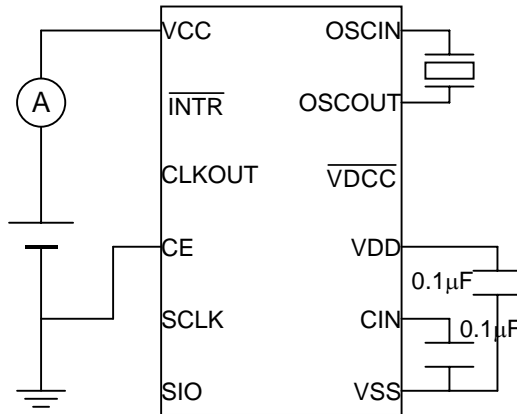 VCC
OSCIN
A
INTR
OSCOUT
CLKOUT
VDCC
CE
VDD
0.1μF
SCLK
CIN
0.1μF
SIO
VSS